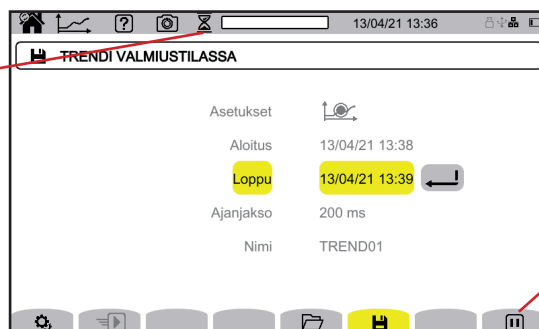 13/04/21 13:36
TRENDI VALMIUSTILASSA
Asetukset
Aloitus 13/04/21 13:38
Loppu 13/04/21 13:39
Ajanjakso 200 ms
Nimi TREND01